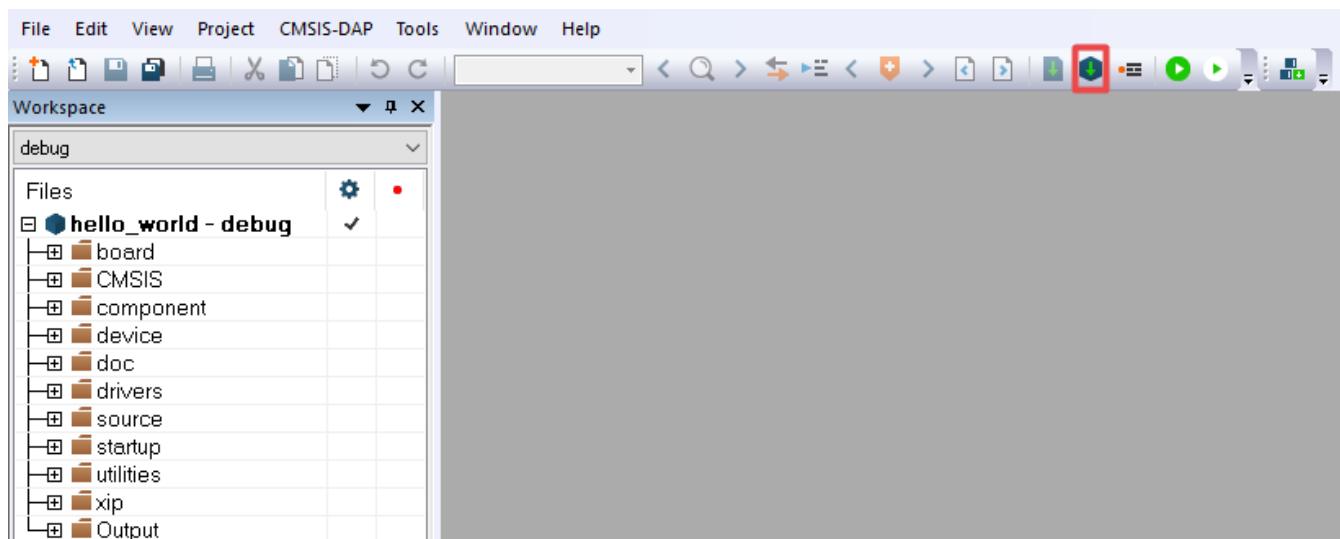 File Edit View Project CMSIS-DAP Tools Window Help
Workspace
debug
Files
hello_world - debug
board
CMSIS
component
device
doc
drivers
source
startup
utilities
xip
Output